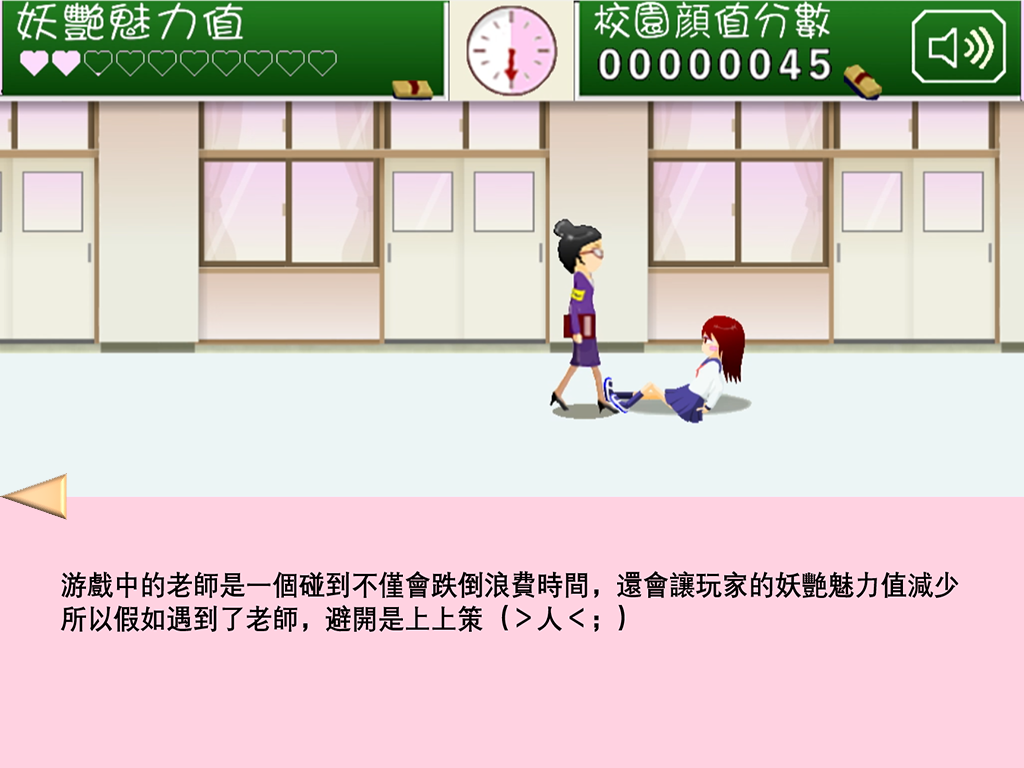 妖艷魅力值
校園顏值分數
00000045
游戲中的老師是一個碰到不僅會跌倒浪費時間，還會讓玩家的妖艷魅力值減少
所以假如遇到了老師，避開是上上策（＞人＜；）